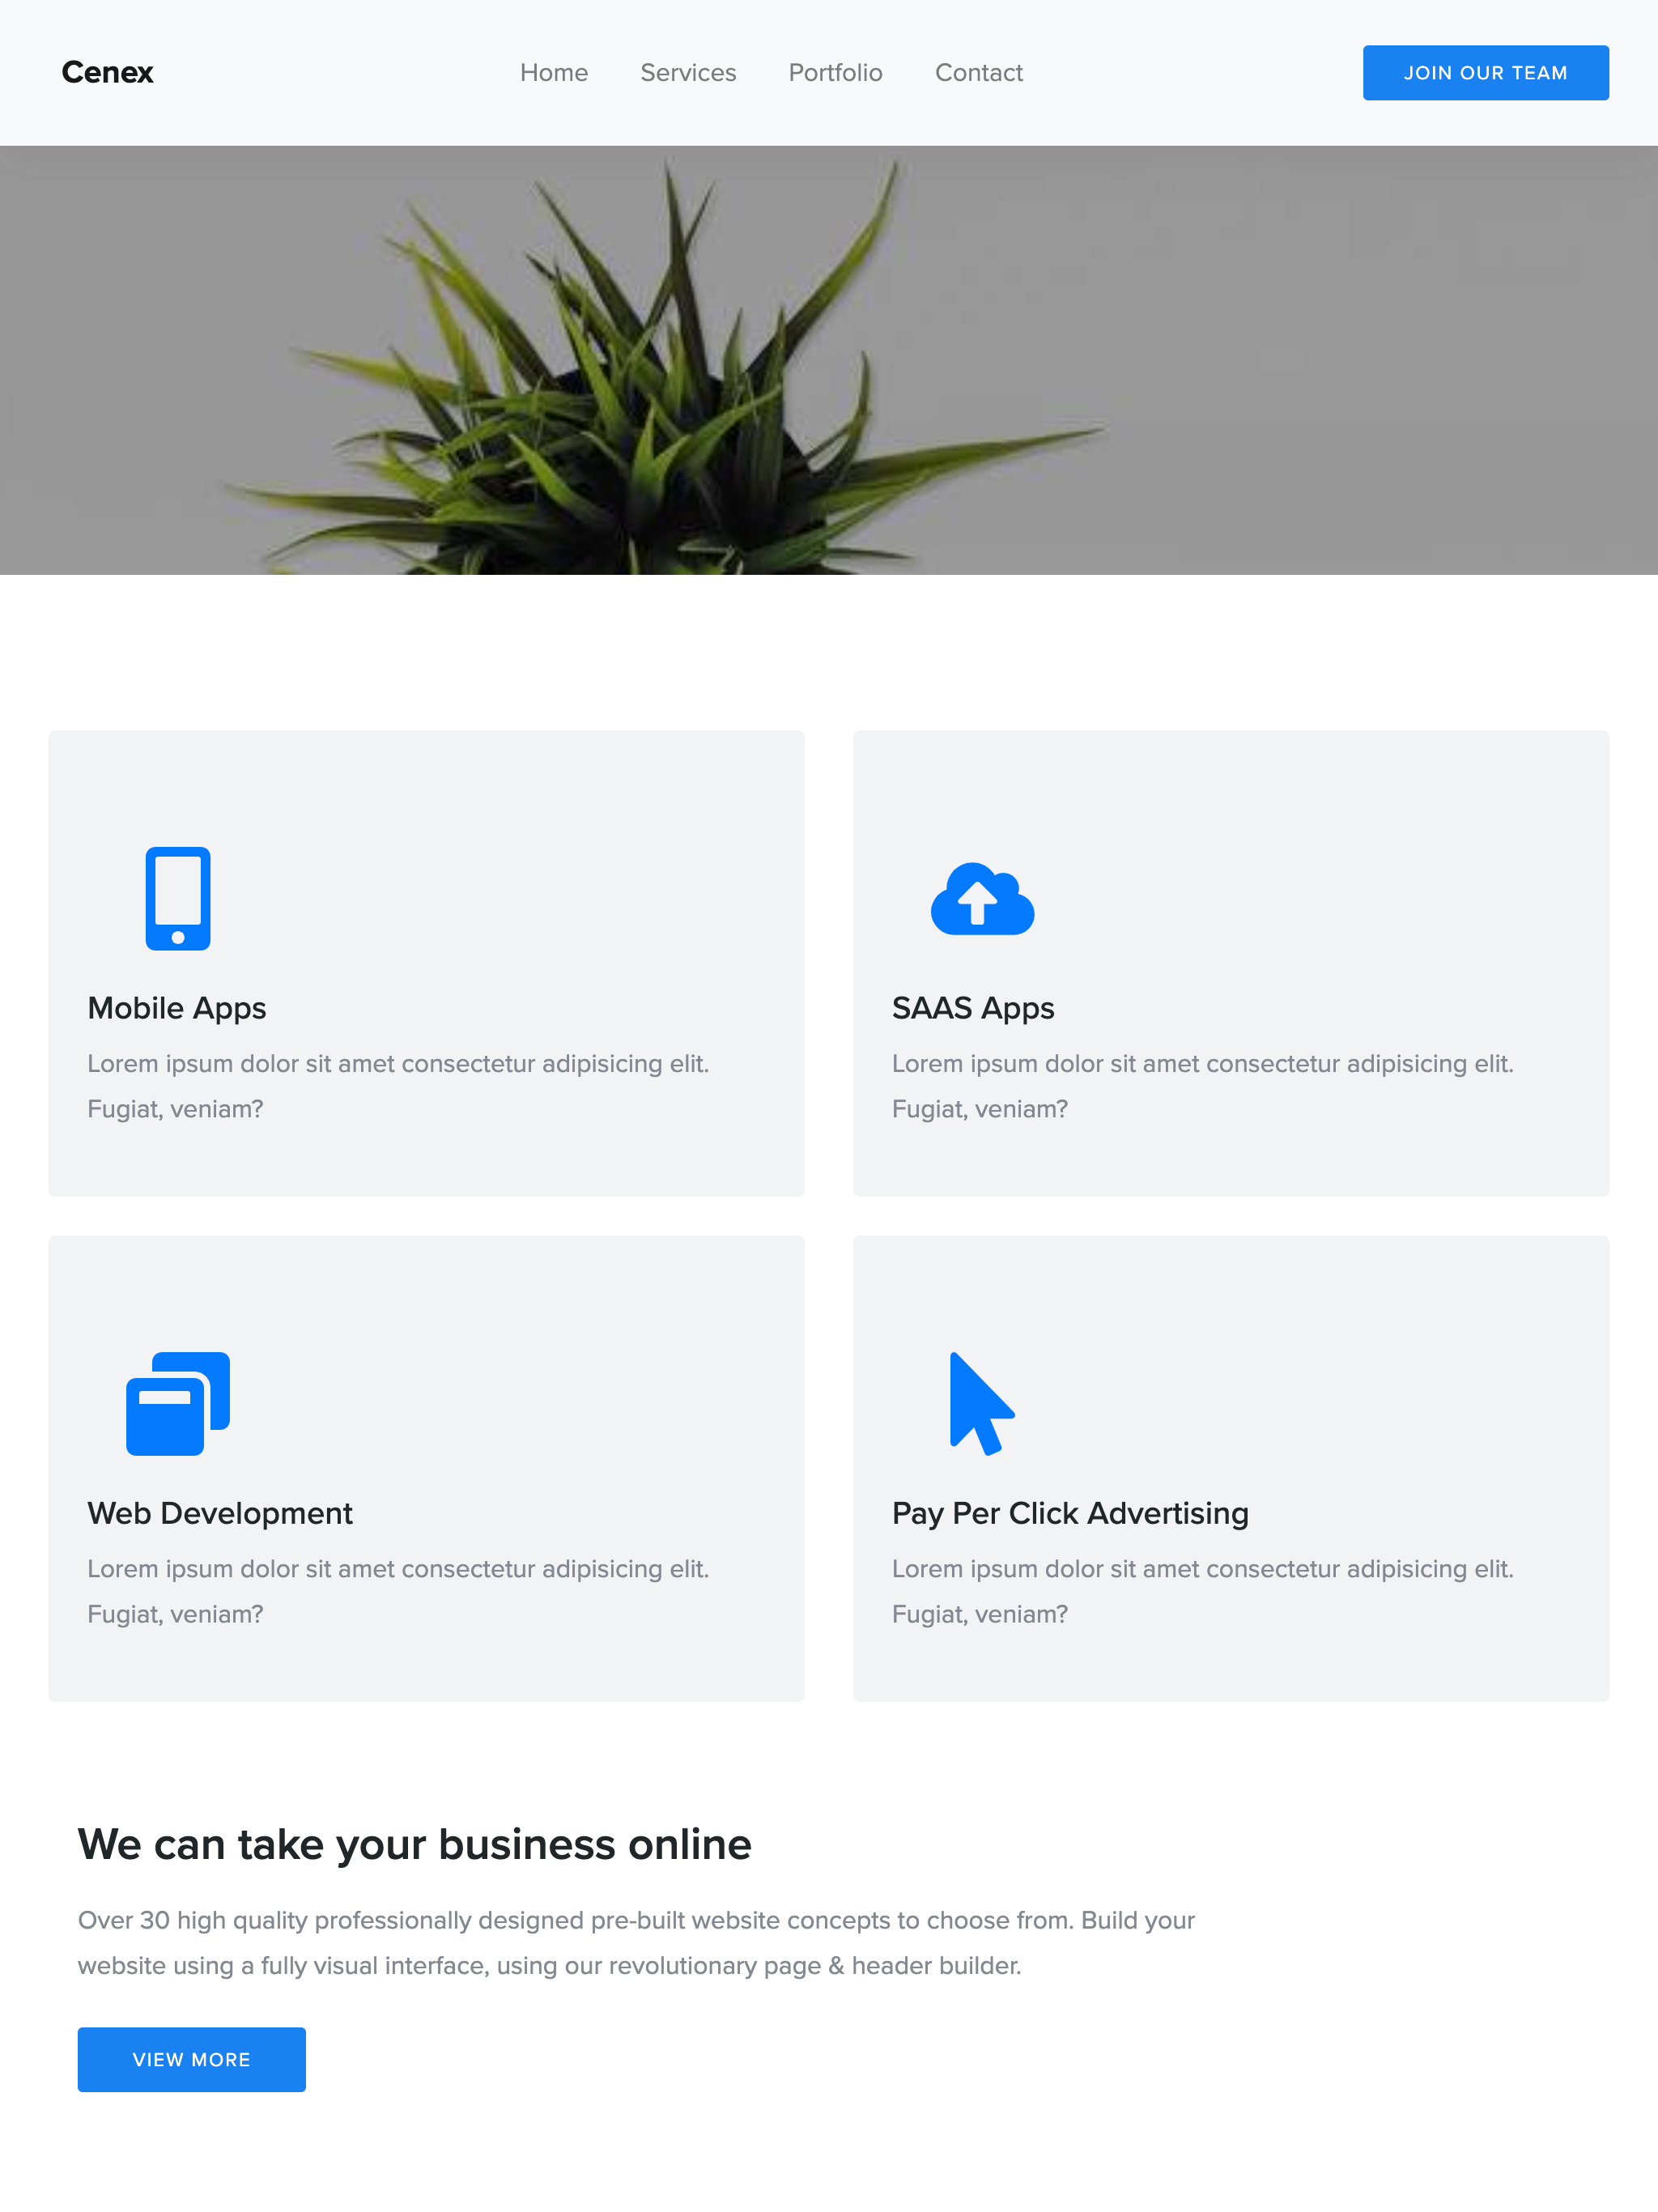 Cenex
Home Services Portfolio Contact
JOIN OUR TEAM
Mobile Apps
Lorem ipsum dolor sit amet consectetur adipisicing elit.
Fugiat, veniam?
SAAS Apps
Lorem ipsum dolor sit amet consectetur adipisicing elit.
Fugiat, veniam?
Web Development
Lorem ipsum dolor sit amet consectetur adipisicing elit.
Fugiat, veniam?
Pay Per Click Advertising
Lorem ipsum dolor sit amet consectetur adipisicing elit.
Fugiat, veniam?
We can take your business online
Over 30 high quality professionally designed pre-built website concepts to choose from. Build your
website using a fully visual interface, using our revolutionary page & header builder.
VIEW MORE